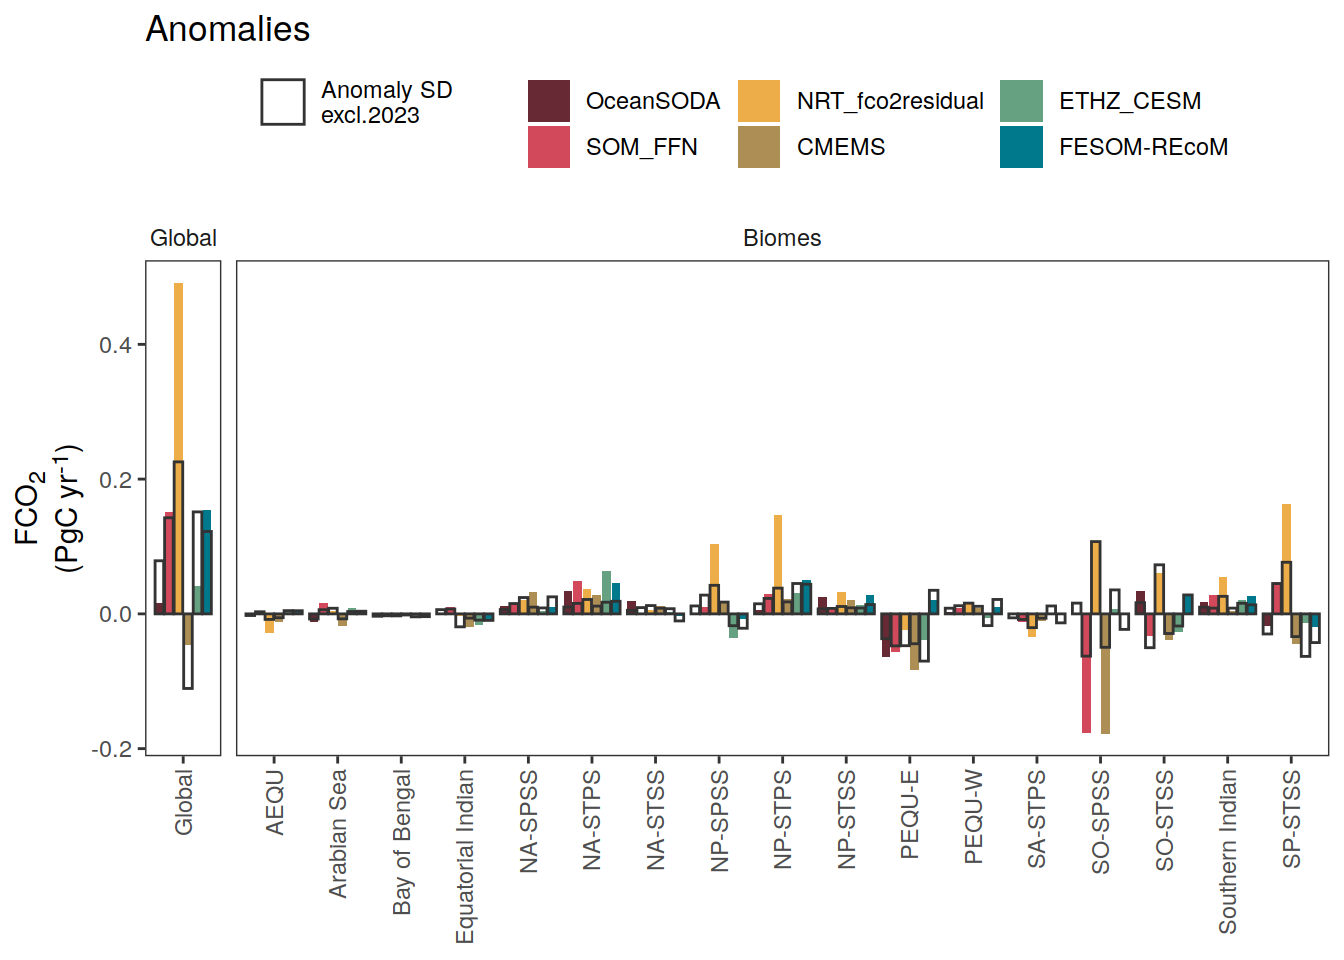 Anomalies
Anomaly SD
excl.2023
OceanSODA
NRT_fco2residual
ETHZ_CESM
SOM_FFN
CMEMS
FESOM-REcoM
Global
Biomes
FCO2
(PgC yr-1)
0.4
0.2
0.0
-0.2
Global
AEQU
Arabian Sea
Bay of Bengal
Equatorial Indian
NA-SPSS
NA-STPS
NA-STSS
NP-SPSS
NP-STPS
NP-STSS
PEQU-E
PEQU-W
SA-STPS
SO-SPSS
SO-STSS
Southern Indian
SP-STSS